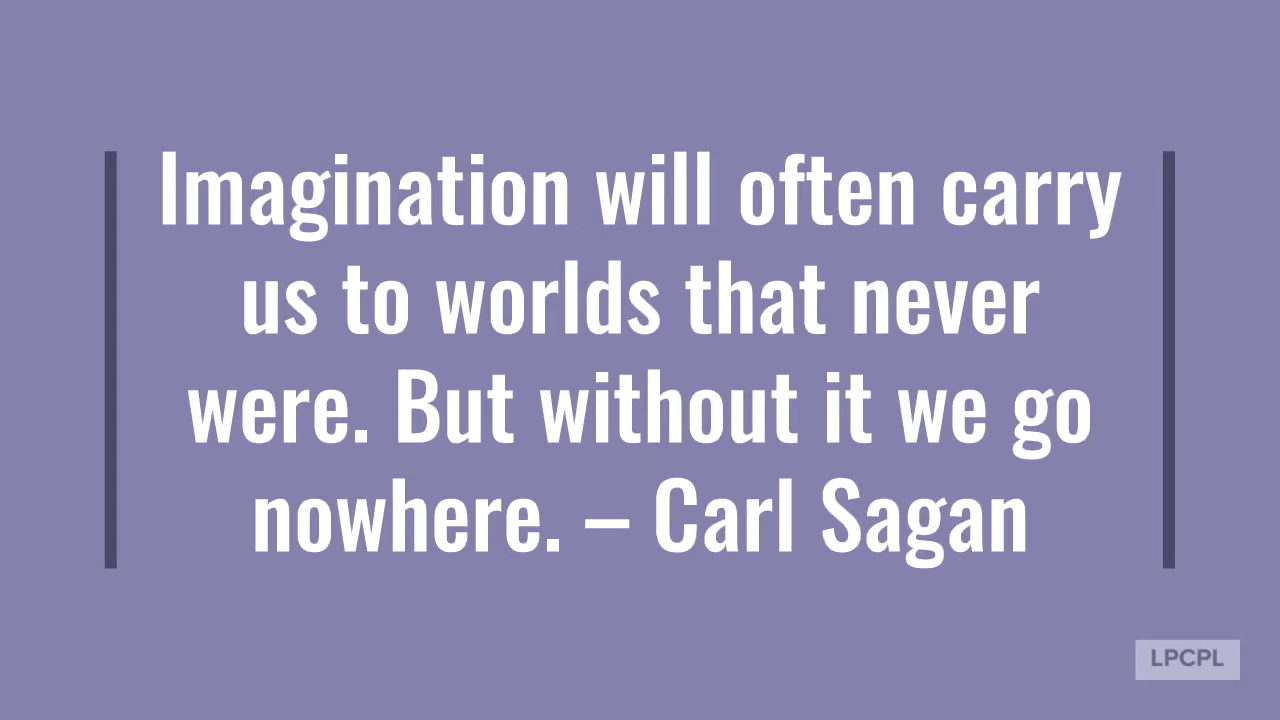 Imagination will often carry
us to worlds that never
were. But without it we go
nowhere. – Carl Sagan
LPCPL